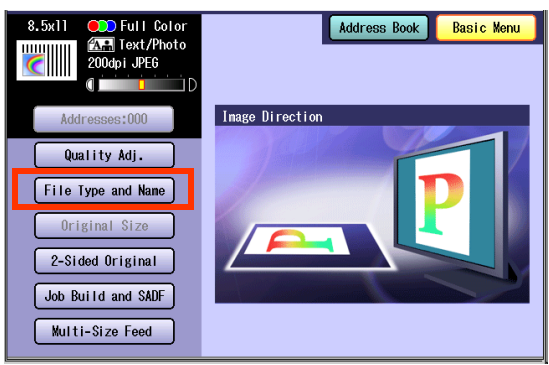 8.5x11 Full Color
Text/Photo
200dpi JPEG
Address Book
Basic Menu
Addresses:000
Quality Adj.
File Type and Name
Original Size
2-Sided Original
Job Build and SADF
Multi-Size Feed
Image Direction
P
P